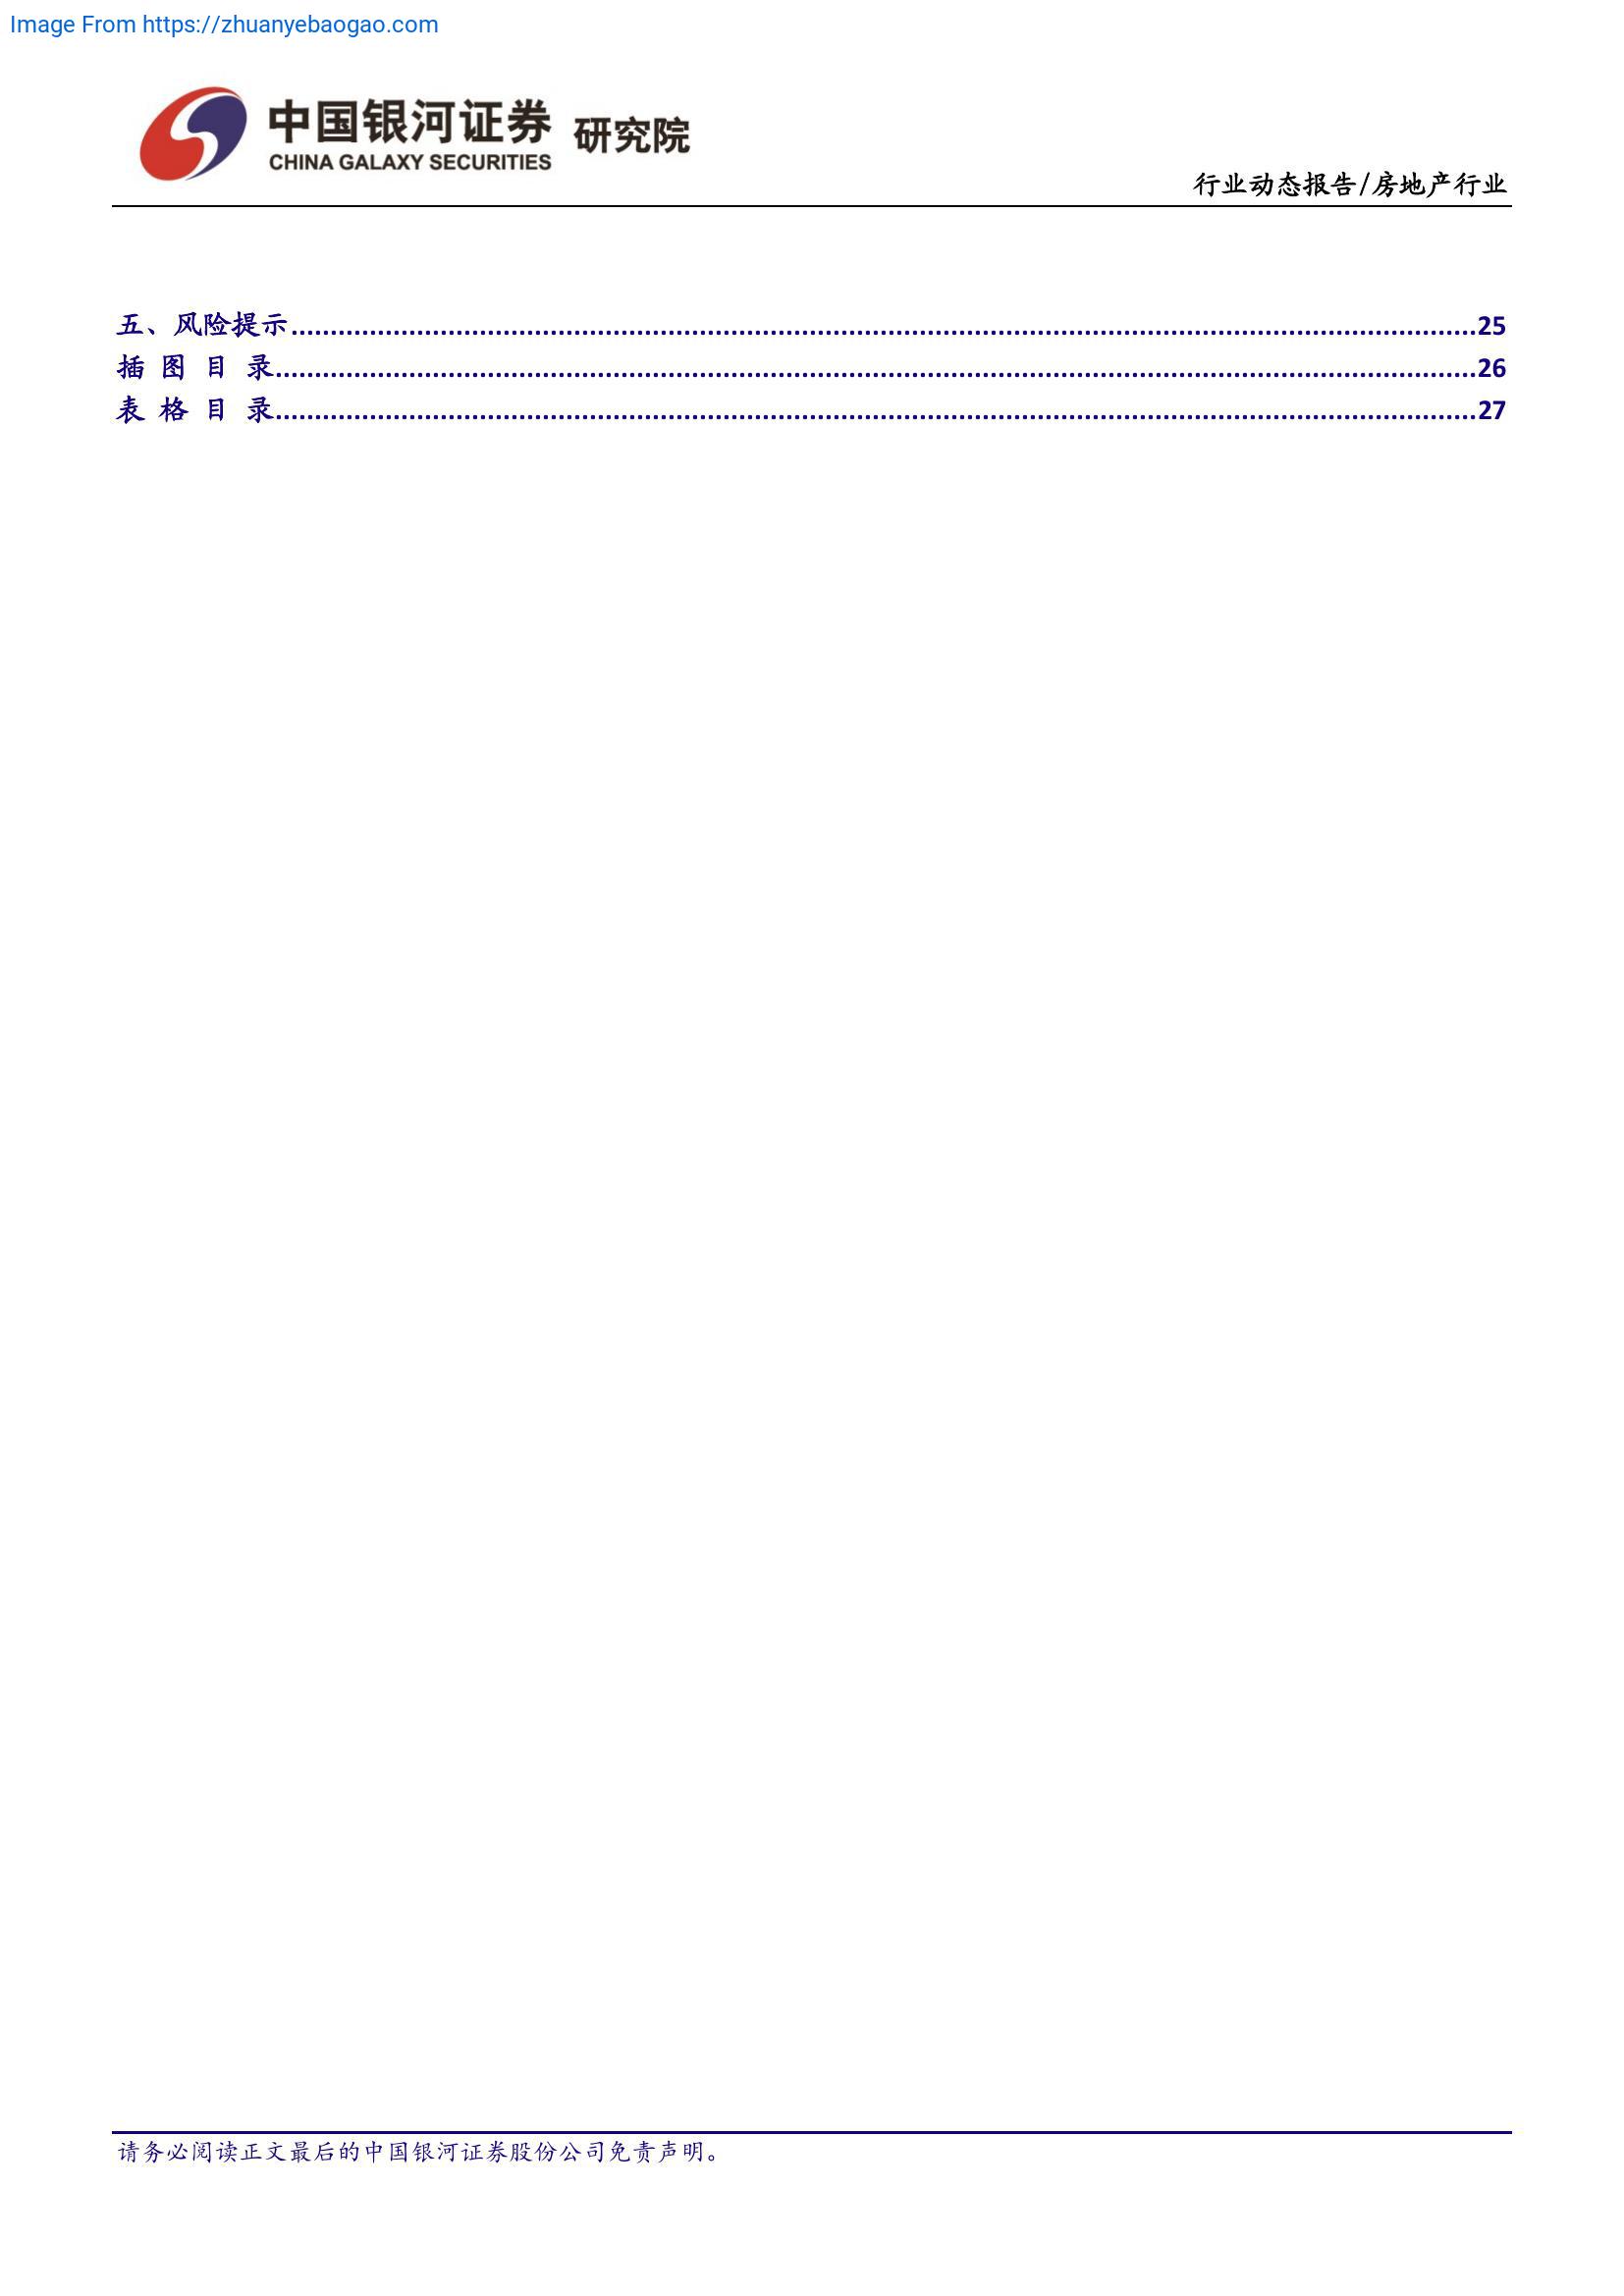 Image From https://zhuanyebaogao.com
中国银河证券 研究院
CHINA GALAXY SECURITIES
行业动态报告/房地产行业
五、风险提示........................................................................25
插 图 目 录........................................................................26
表 格 目 录........................................................................27
请务必阅读正文最后的中国银河证券股份公司免责声明。